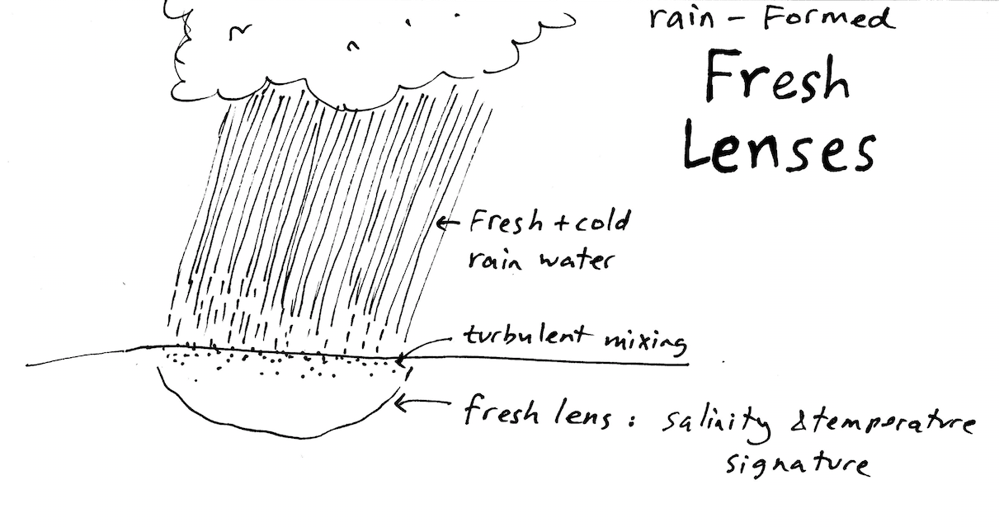 rain - Formed
Fresh
Lenses
← Fresh + cold
rain water
turbulent mixing
fresh lens : salinity & temperature
signature